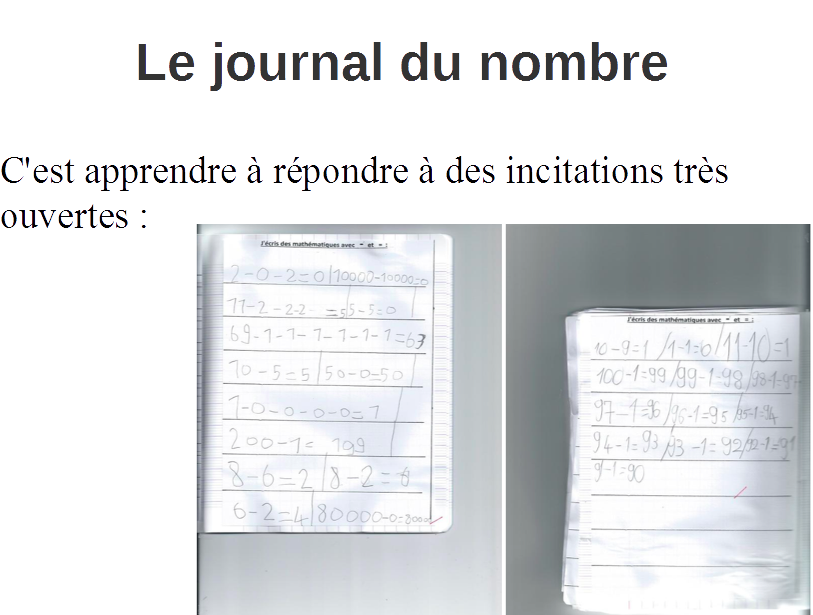 Le journal du nombre
C'est apprendre à répondre à des incitations très
ouvertes :
J'écris des mathématiques avec - et = :
2-0-2=0/10000-10000=0
11-2-2-2- =5/5-5=0
69-1-1-1-1-1-1=63
10-5=5/50-0=50
1-0-0-0-0=1
200-1= 199
8-6=2/8-2=6
6-2=4/80000-0=8000
J'écris des mathématiques avec - et = :
10-9=1/1-1=0/11-10=1
100-1=99/99-1=98/98-1=97
97-1=96/96-1=95/95-1=94
94-1=93/93-1=92/92-1=91
91-1=90